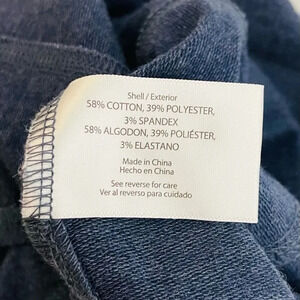 Shell / Exterior
58% COTTON, 39% POLYESTER,
3% SPANDEX
58% ALGODON, 39% POLIÉSTER,
3% ELASTANO
Made in China
Hecho en China
See reverse for care
Ver al reverso para cuidado